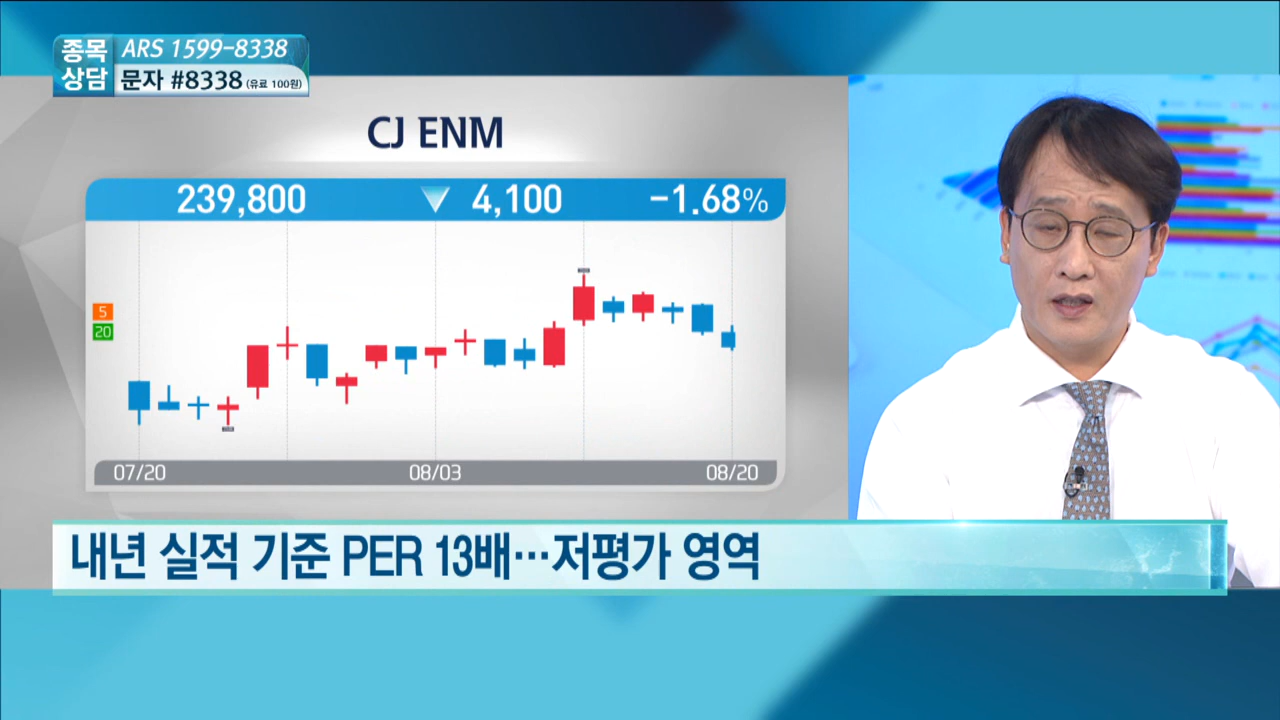 종목 상담
ARS 1599-8338
문자 #8338 (유료 100원)
CJ ENM
239,800 ▼ 4,100 -1.68%
5
20
07/20 08/03 08/20
내년 실적 기준 PER 13배…저평가 영역